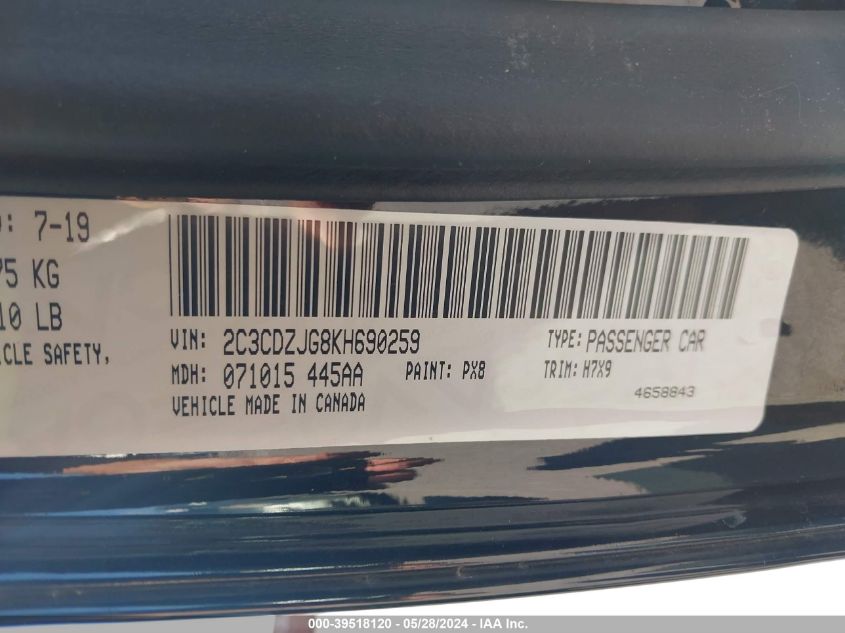 : 7-19
75 KG
10 LB
CLE SAFETY,
VIN: 2C3CDZJG8KH690259
TYPE: PASSENGER CAR
MDH: 071015 445AA
PAINT: PX8
TRIM: H7X9
VEHICLE MADE IN CANADA
4658843
000-39518120 - 05/28/2024 - IAA Inc.